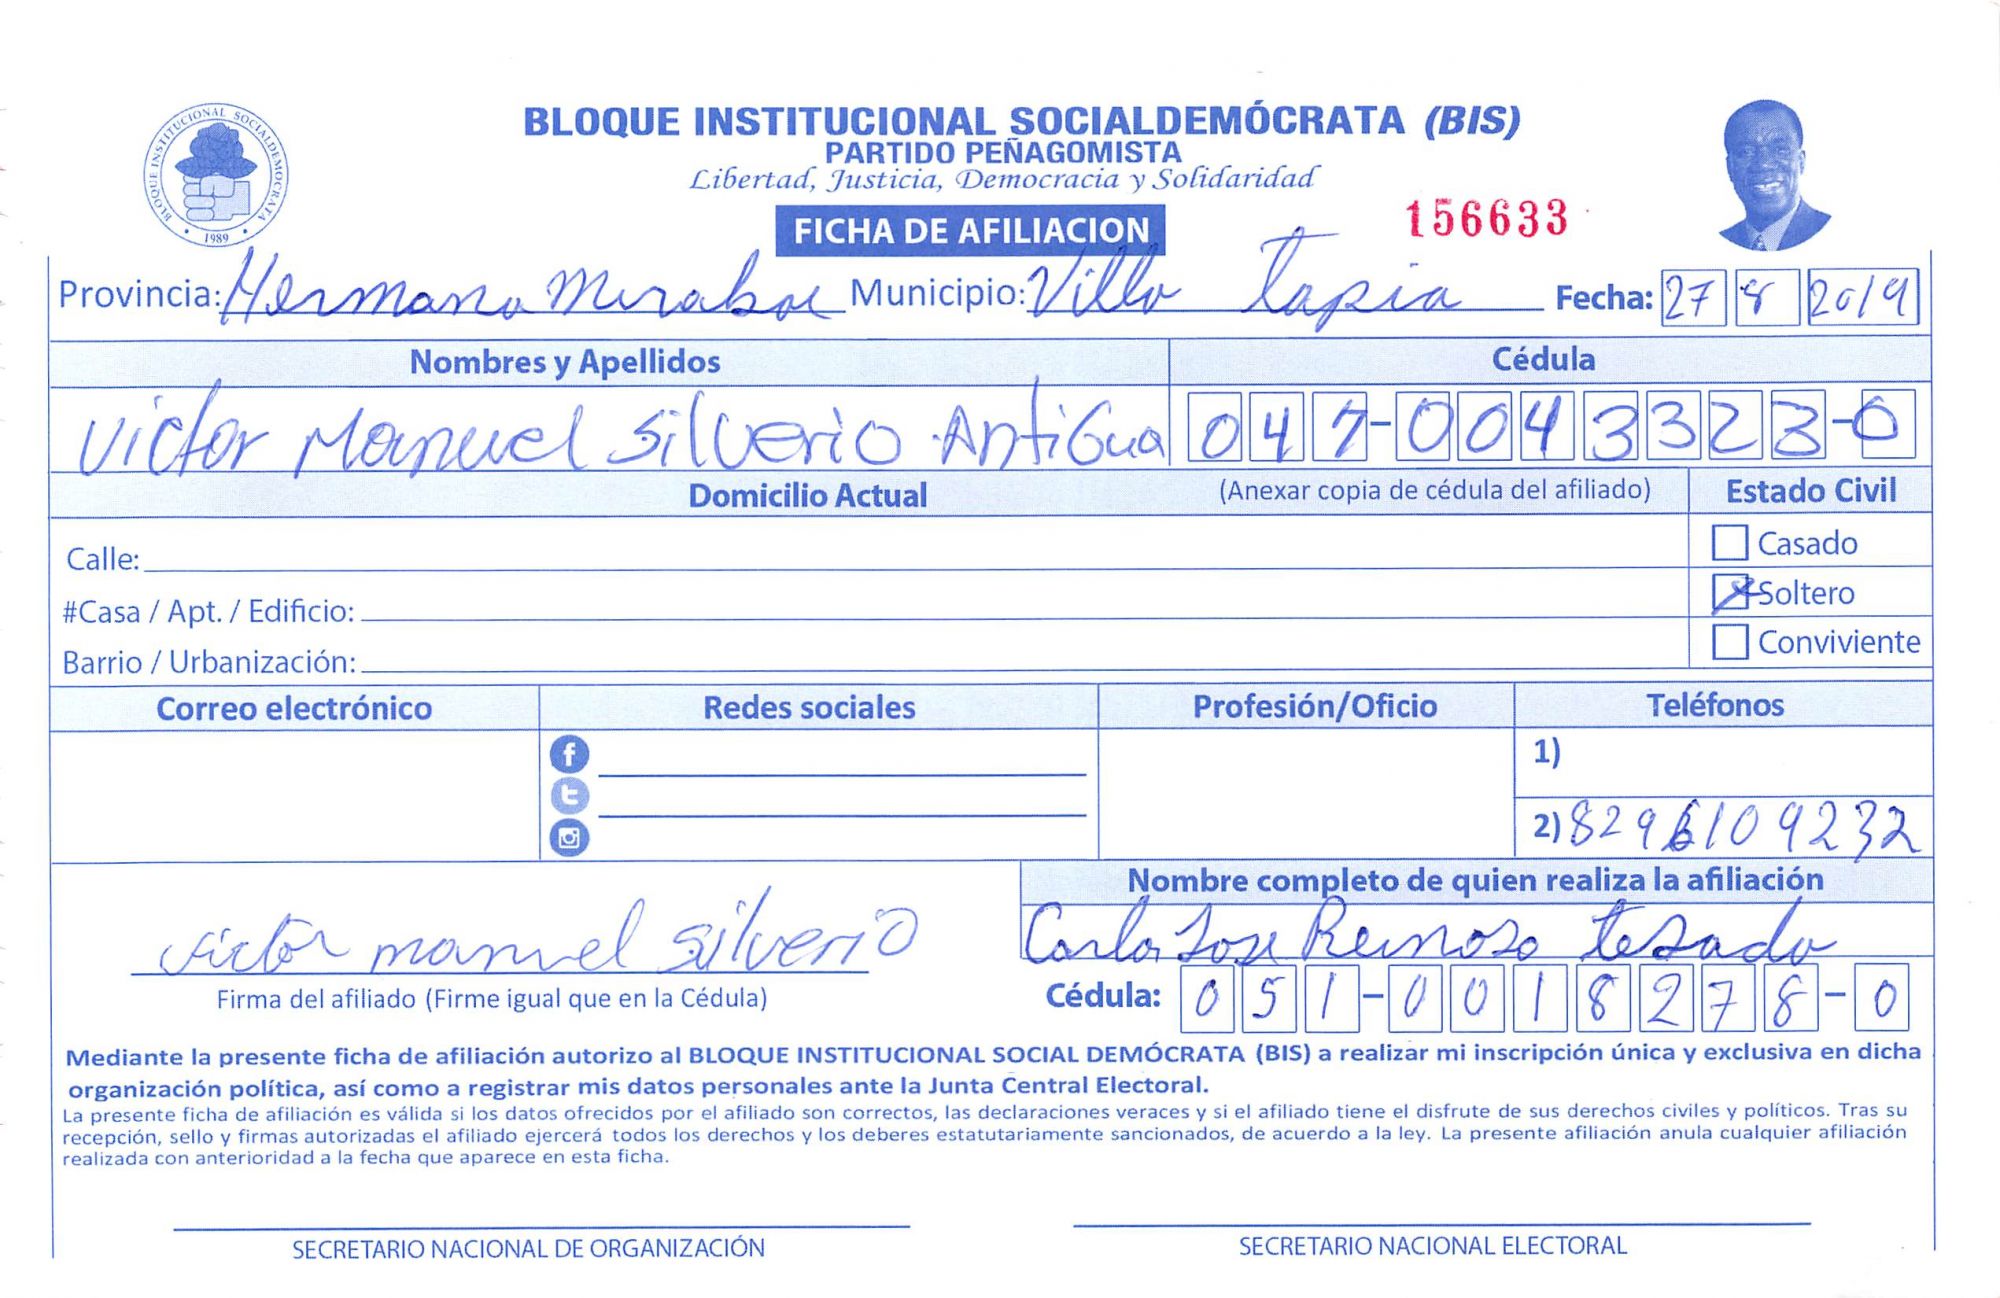 BLOQUE INSTITUCIONAL SOCIALDEMÓCRATA (BIS)
PARTIDO PEÑAGOMISTA
Libertad, Justicia, Democracia y Solidaridad
BLOQUE INSTITUCIONAL SOCIALDEMOCRATA
1989
FICHA DE AFILIACION
156633
Provincia: Hermana Mirabal Municipio: Villa Tapia Fecha: 27 8 2019
Nombres y Apellidos Cédula
Victor Manuel Silverio Antigua 047-0043323-0
Domicilio Actual (Anexar copia de cédula del afiliado) Estado Civil
Calle: Casado
#Casa / Apt. / Edificio: Soltero
Barrio / Urbanización: Conviviente
Correo electrónico Redes sociales Profesión/Oficio Teléfonos
1)
2) 8296109232
Nombre completo de quien realiza la afiliación
victor manuel silverio Carlos Jose Reinoso
Firma del afiliado (Firme igual que en la Cédula) Cédula: 051-0018278-0
Mediante la presente ficha de afiliación autorizo al BLOQUE INSTITUCIONAL SOCIAL DEMÓCRATA (BIS) a realizar mi inscripción única y exclusiva en dicha
organización política, así como a registrar mis datos personales ante la Junta Central Electoral.
La presente ficha de afiliación es válida si los datos ofrecidos por el afiliado son correctos, las declaraciones veraces y si el afiliado tiene el disfrute de sus derechos civiles y políticos. Tras su
recepción, sello y firmas autorizadas el afiliado ejercerá todos los derechos y los deberes estatutariamente sancionados, de acuerdo a la ley. La presente afiliación anula cualquier afiliación
realizada con anterioridad a la fecha que aparece en esta ficha.
SECRETARIO NACIONAL DE ORGANIZACIÓN SECRETARIO NACIONAL ELECTORAL